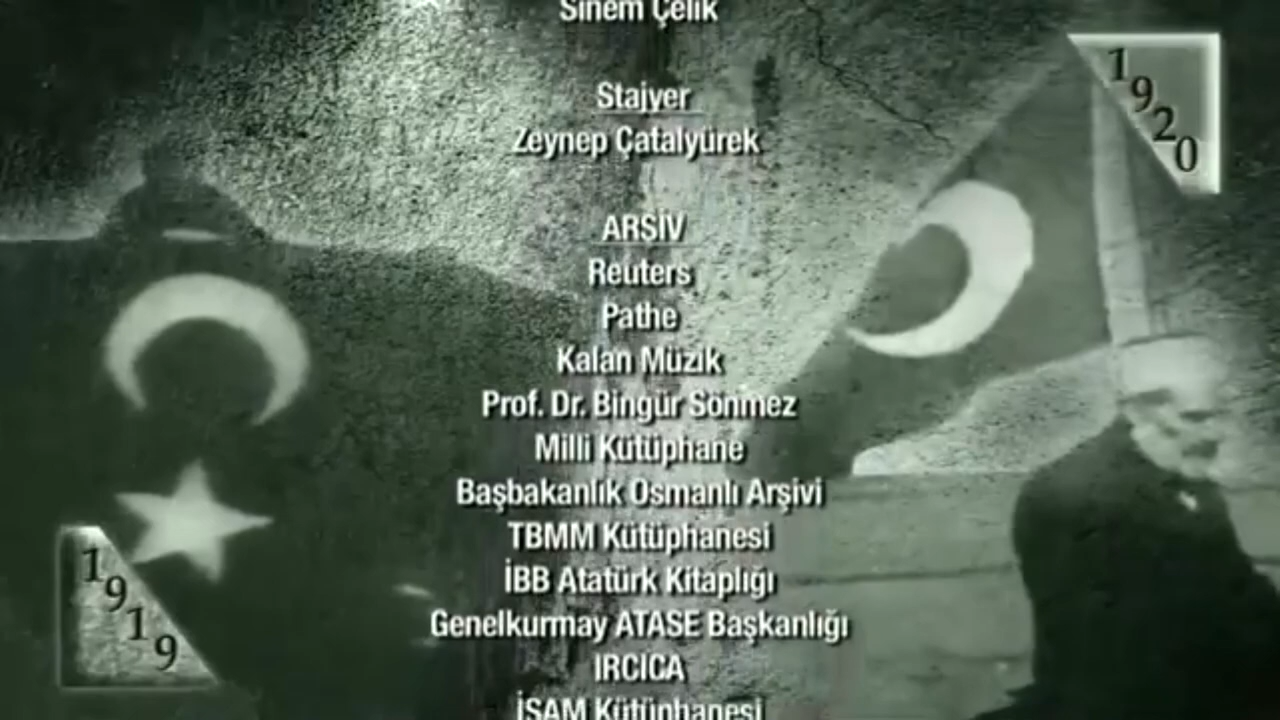 Sinem Çelik
Stajyer
Zeynep Çatalyürek
ARŞİV
Reuters
Pathe
Kalan Müzik
Prof. Dr. Bingür Sönmez
Milli Kütüphane
Başbakanlık Osmanlı Arşivi
TBMM Kütüphanesi
İBB Atatürk Kitaplığı
Genelkurmay ATASE Başkanlığı
IRCICA
İSAM Kütüphanesi
1920
1919